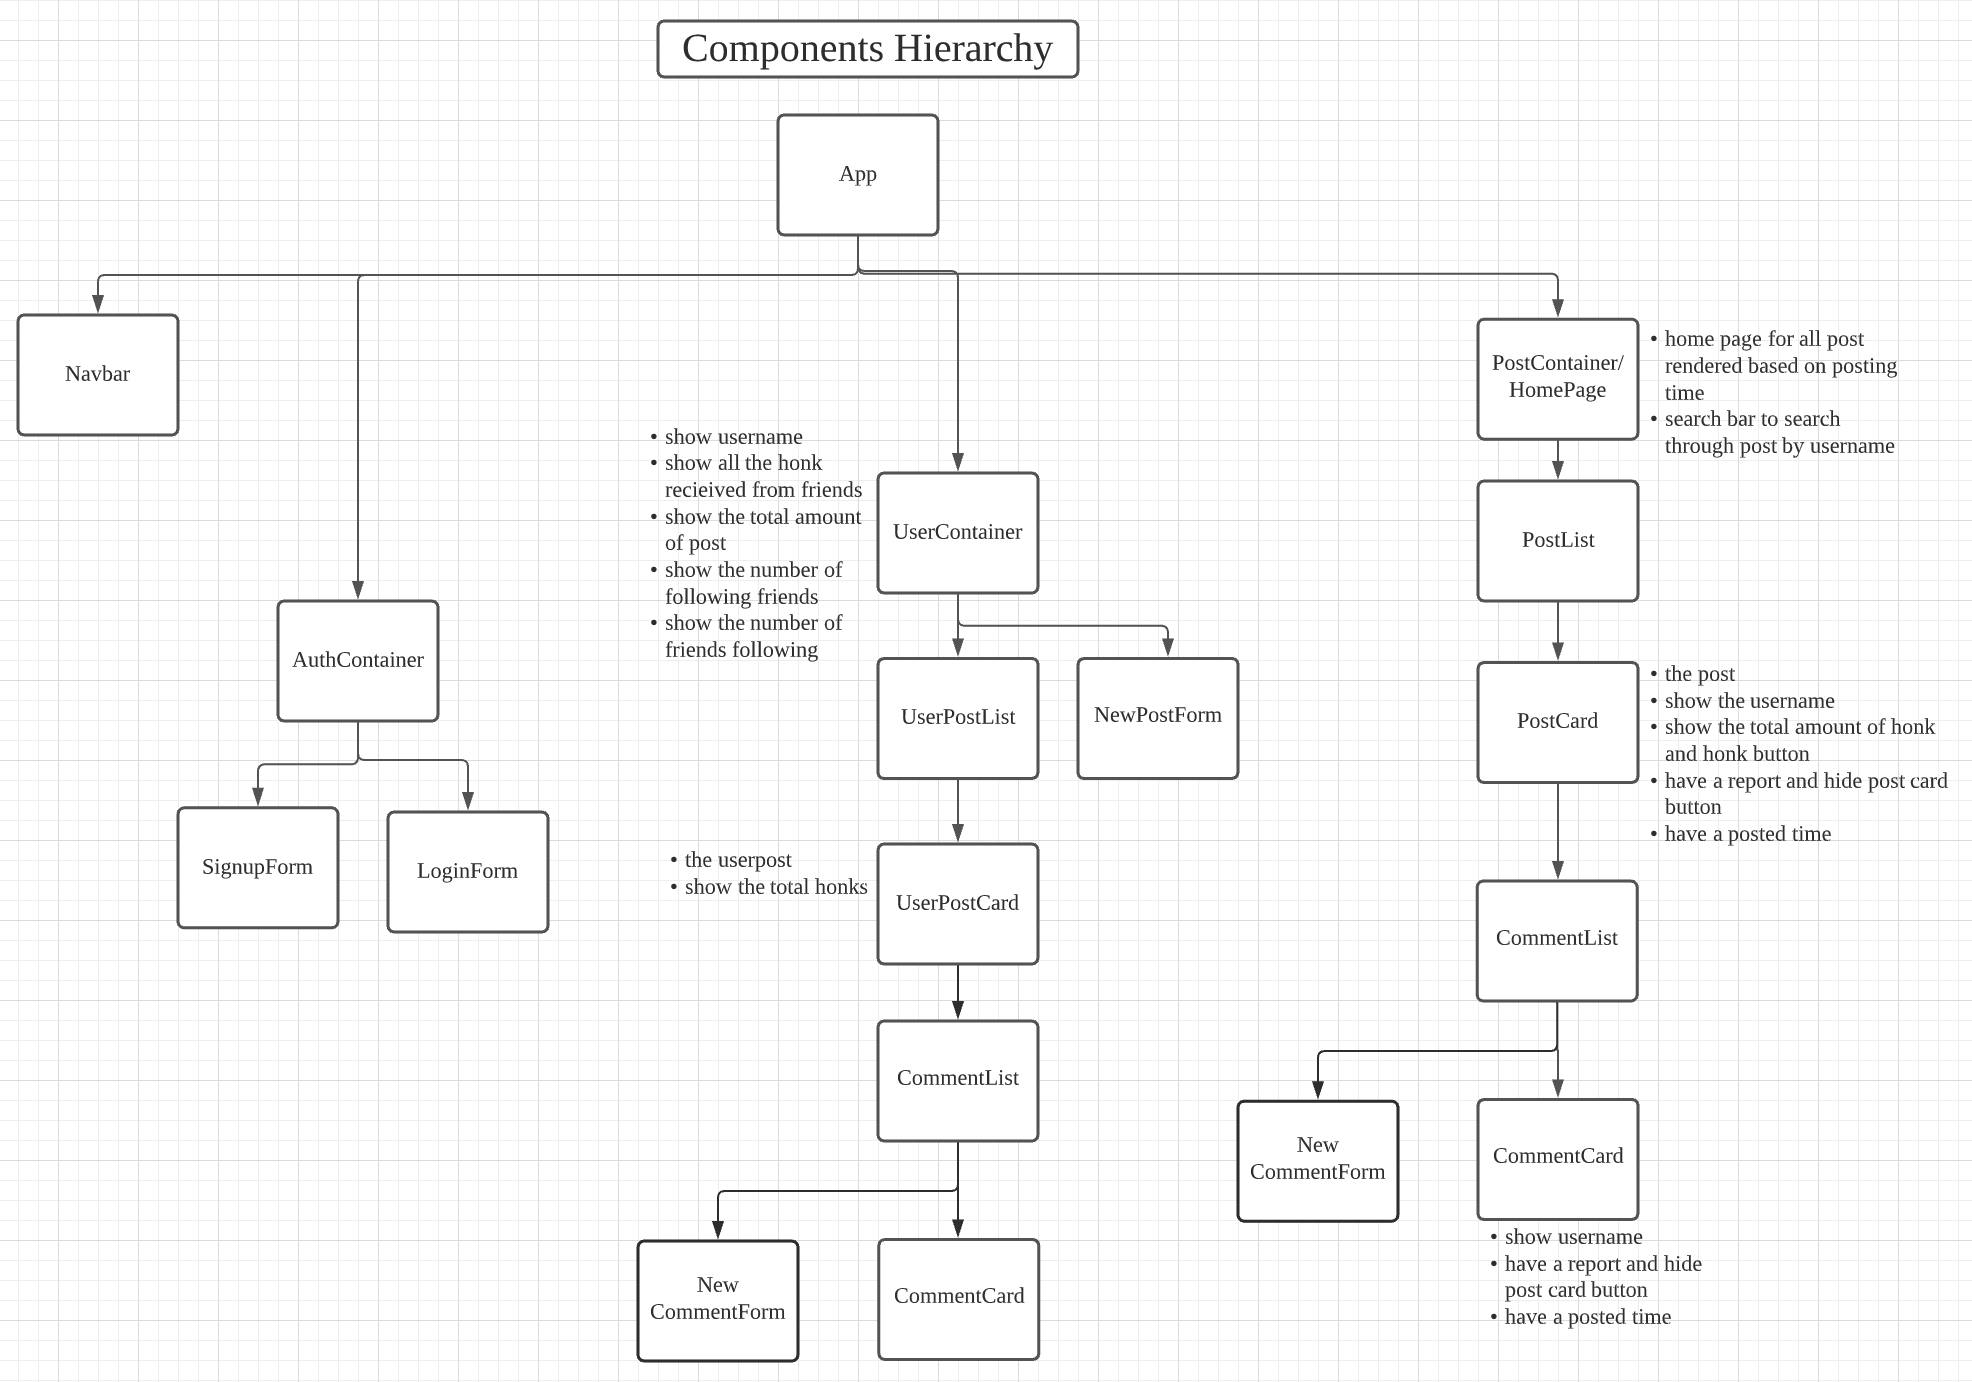 Components Hierarchy
App
Navbar
PostContainer/
HomePage
• home page for all post
rendered based on posting
time
• search bar to search
through post by username
• show username
• show all the honk
recieived from friends
• show the total amount
of post
• show the number of
following friends
• show the number of
friends following
UserContainer
PostList
AuthContainer
UserPostList
NewPostForm
PostCard
• the post
• show the username
• show the total amount of honk
and honk button
• have a report and hide post card
button
• have a posted time
SignupForm
LoginForm
• the userpost
• show the total honks
UserPostCard
CommentList
CommentList
New
CommentForm
CommentCard
• show username
• have a report and hide
post card button
• have a posted time
New
CommentForm
CommentCard